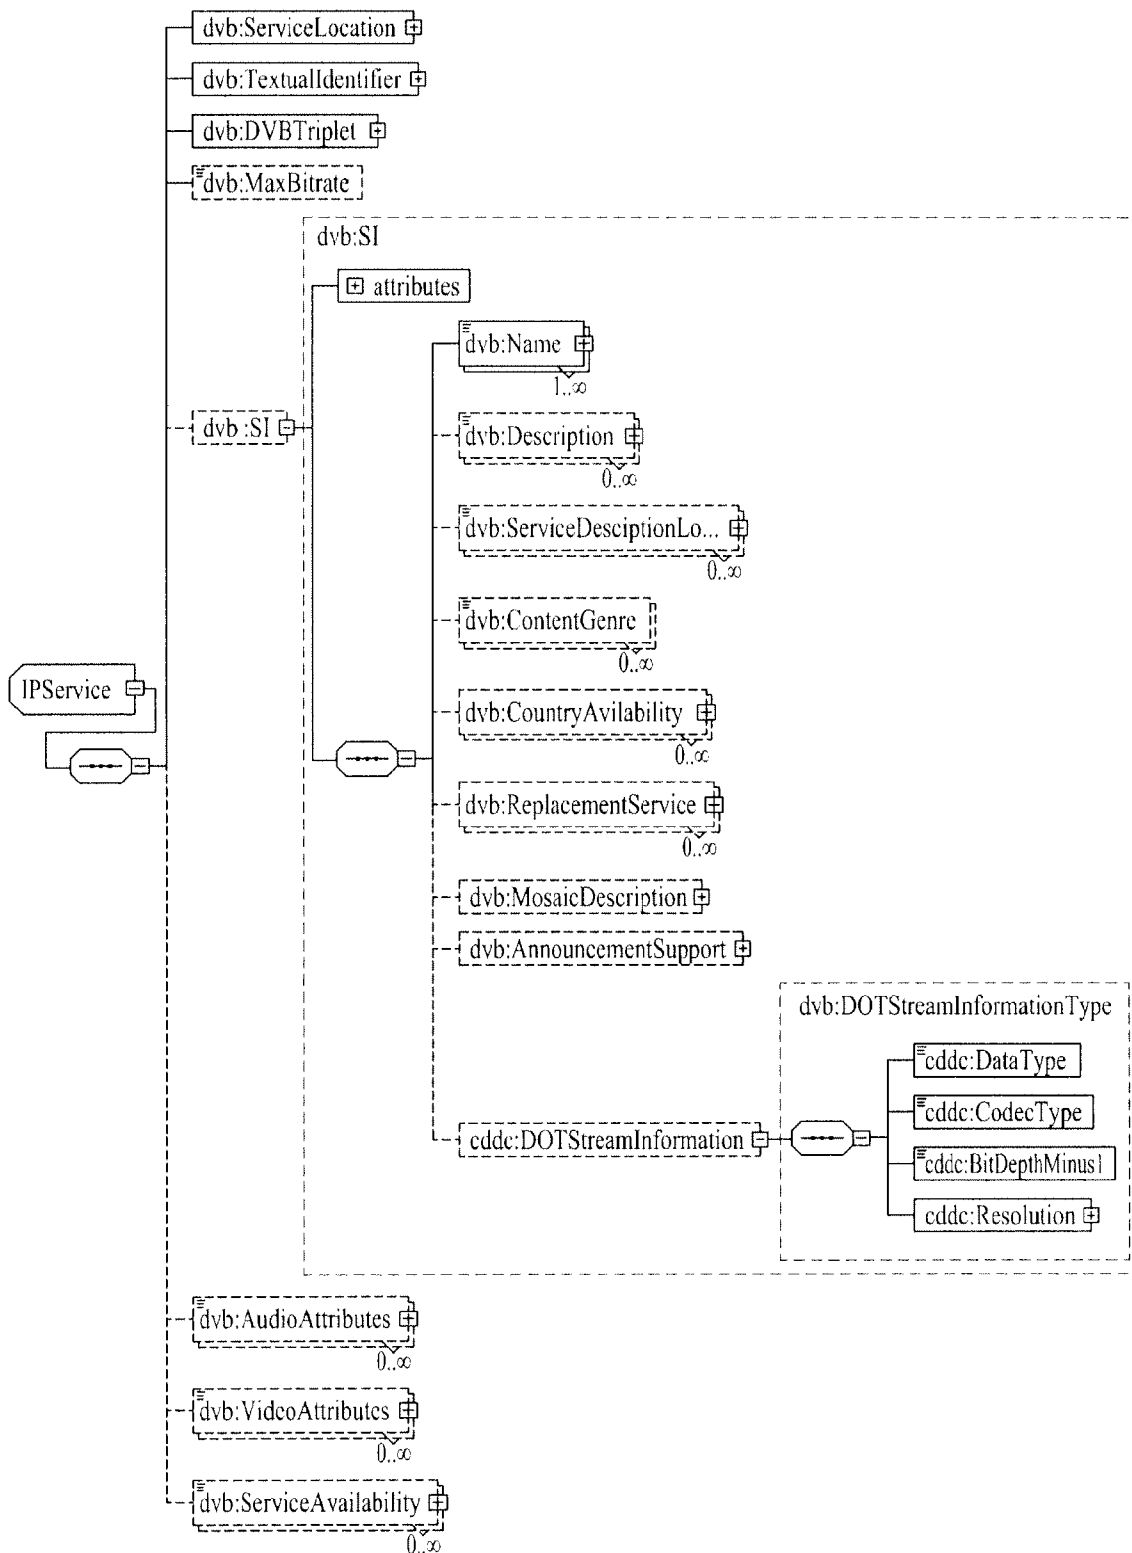 dvb:ServiceLocation
dvb:TextualIdentifier
dvb:DVBTriplet
dvb:MaxBitrate
dvb:SI
attributes
dvb:Name
1..∞
dvb:Description
0..∞
dvb :SI
dvb:ServiceDesciptionLo...
0..∞
dvb:ContentGenre
0..∞
IPService
dvb:CountryAvilability
0..∞
dvb:ReplacementService
0..∞
dvb:MosaicDescription
dvb:AnnouncementSupport
dvb:DOTStreamInformationType
cddc:DataType
cddc:CodecType
cddc:DOTStreamInformation
cddc:BitDepthMinus1
cddc:Resolution
dvb:AudioAttributes
0..∞
dvb:VideoAttributes
0..∞
dvb:ServiceAvailability
0..∞